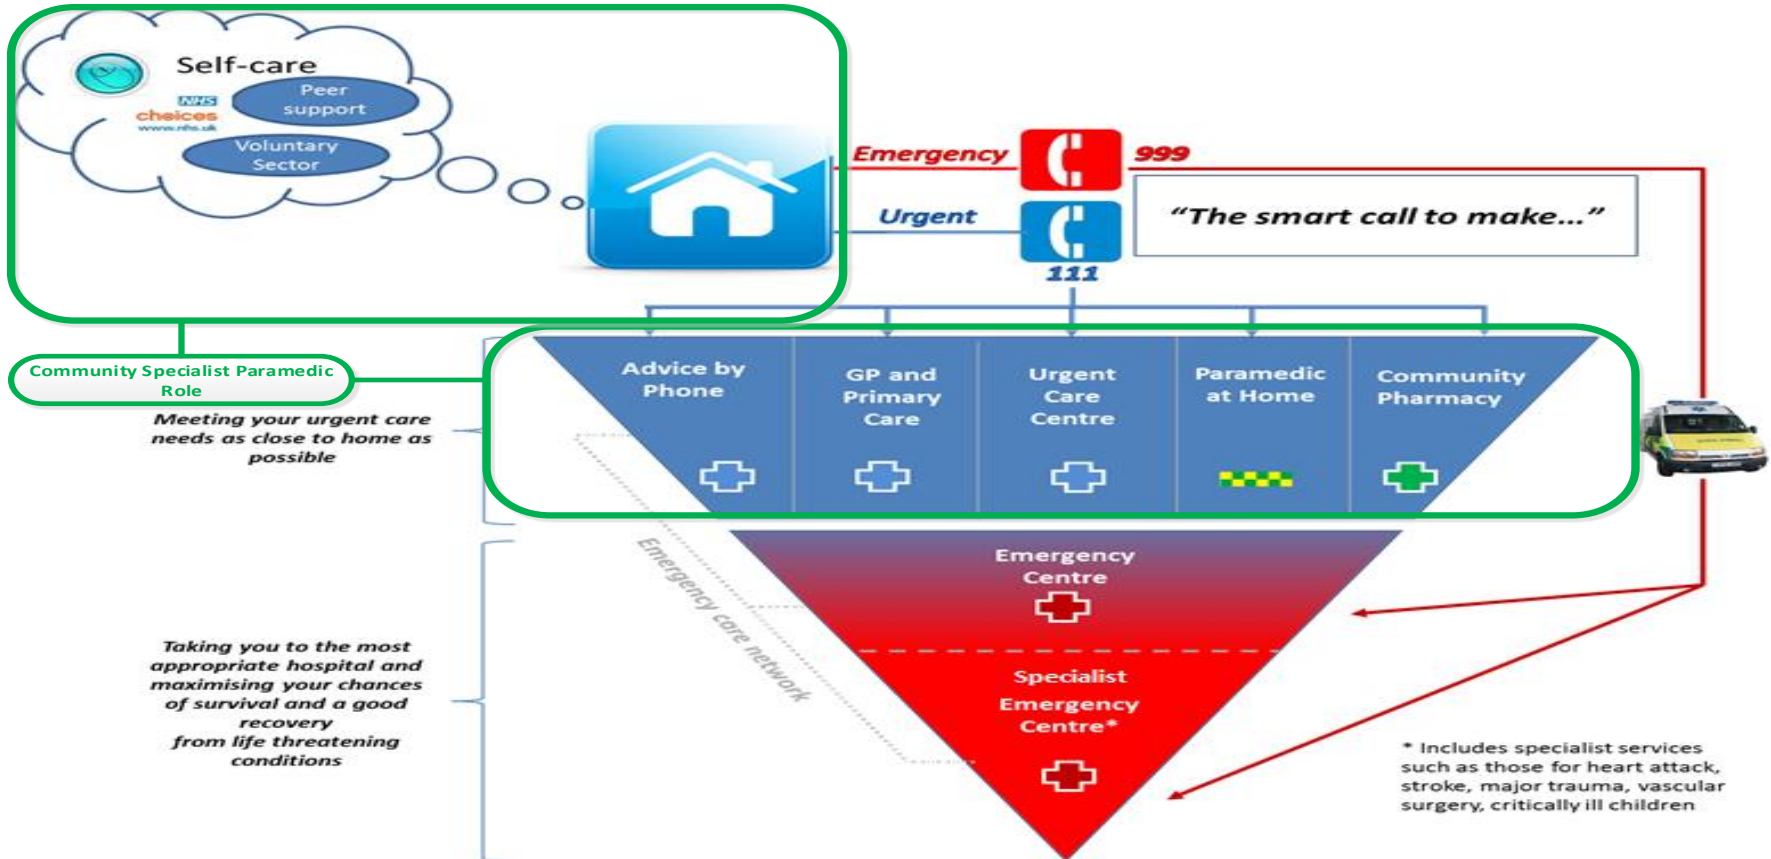 Self-care
Peer
support
NHS
choices
www.nhs.uk
Voluntary
Sector
Emergency
999
Urgent
111
“The smart call to make...”
Community Specialist Paramedic
Role
Meeting your urgent care
needs as close to home as
possible
Advice by
Phone
GP and
Primary
Care
Urgent
Care
Centre
Paramedic
at Home
Community
Pharmacy
Emergency care network
Emergency
Centre
Taking you to the most
appropriate hospital and
maximising your chances
of survival and a good
recovery
from life threatening
conditions
Specialist
Emergency
Centre*
* Includes specialist services
such as those for heart attack,
stroke, major trauma, vascular
surgery, critically ill children